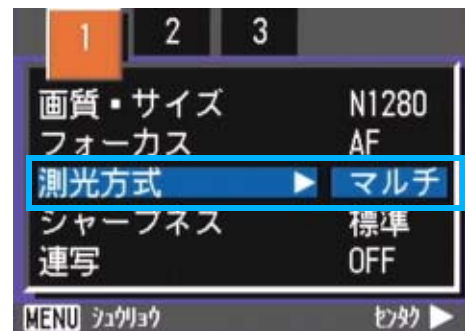 1 2 3
画質・サイズ N1280
フォーカス AF
測光方式 ▶ マルチ
シャープネス 標準
連写 OFF
MENU ｼｭｳﾘｮｳ ｾﾝﾀｸ ▶